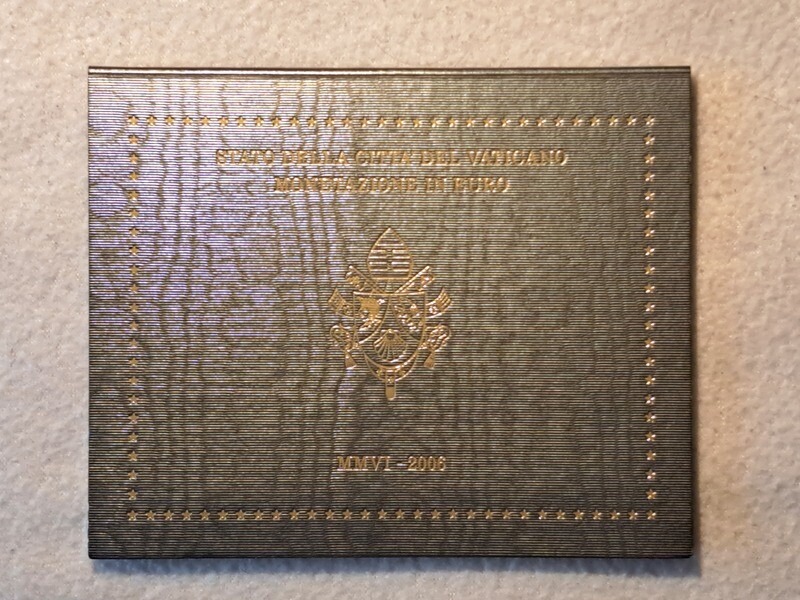 STATO DELLA CITTÀ DEL VATICANO
MONETAZIONE IN EURO
MMVI - 2006